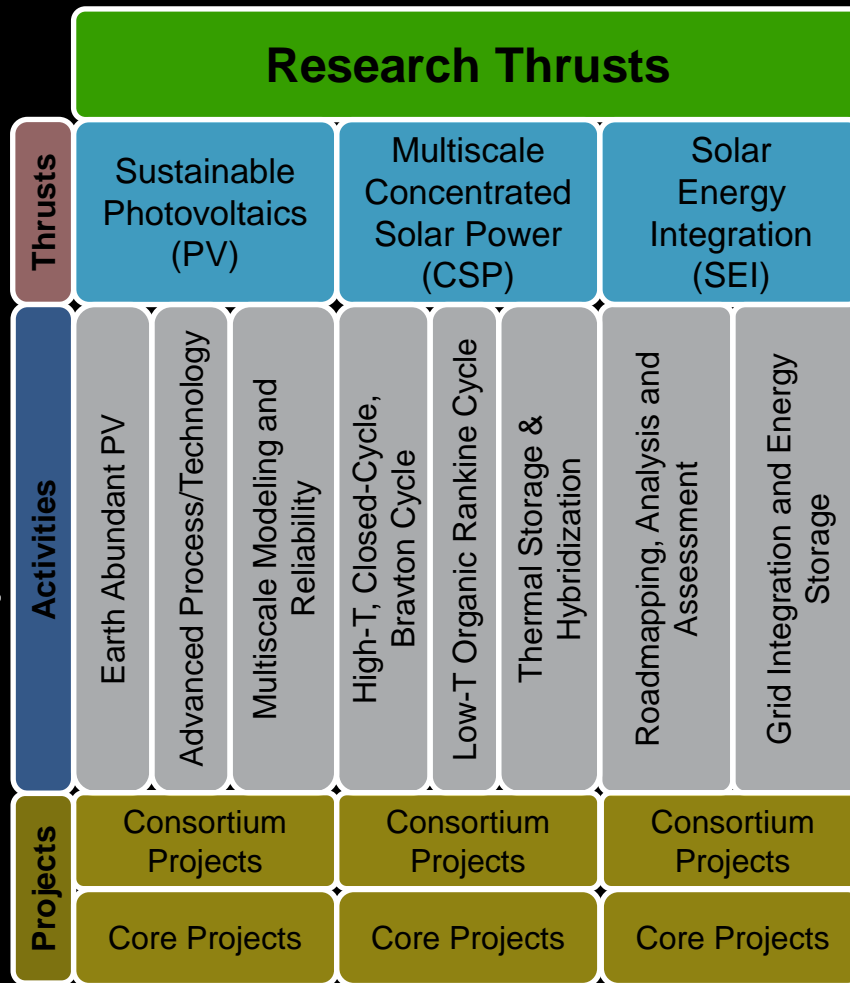 Research Thrusts
Thrusts
Sustainable
Photovoltaics
(PV)
Multiscale
Concentrated
Solar Power
(CSP)
Solar
Energy
Integration
(SEI)
Activities
Earth Abundant PV
Advanced Process/Technology
Multiscale Modeling and
Reliability
High-T, Closed-Cycle,
Brayton Cycle
Low-T Organic Rankine Cycle
Thermal Storage &
Hybridization
Roadmapping, Analysis and
Assessment
Grid Integration and Energy
Storage
Projects
Consortium
Projects
Consortium
Projects
Consortium
Projects
Core Projects
Core Projects
Core Projects